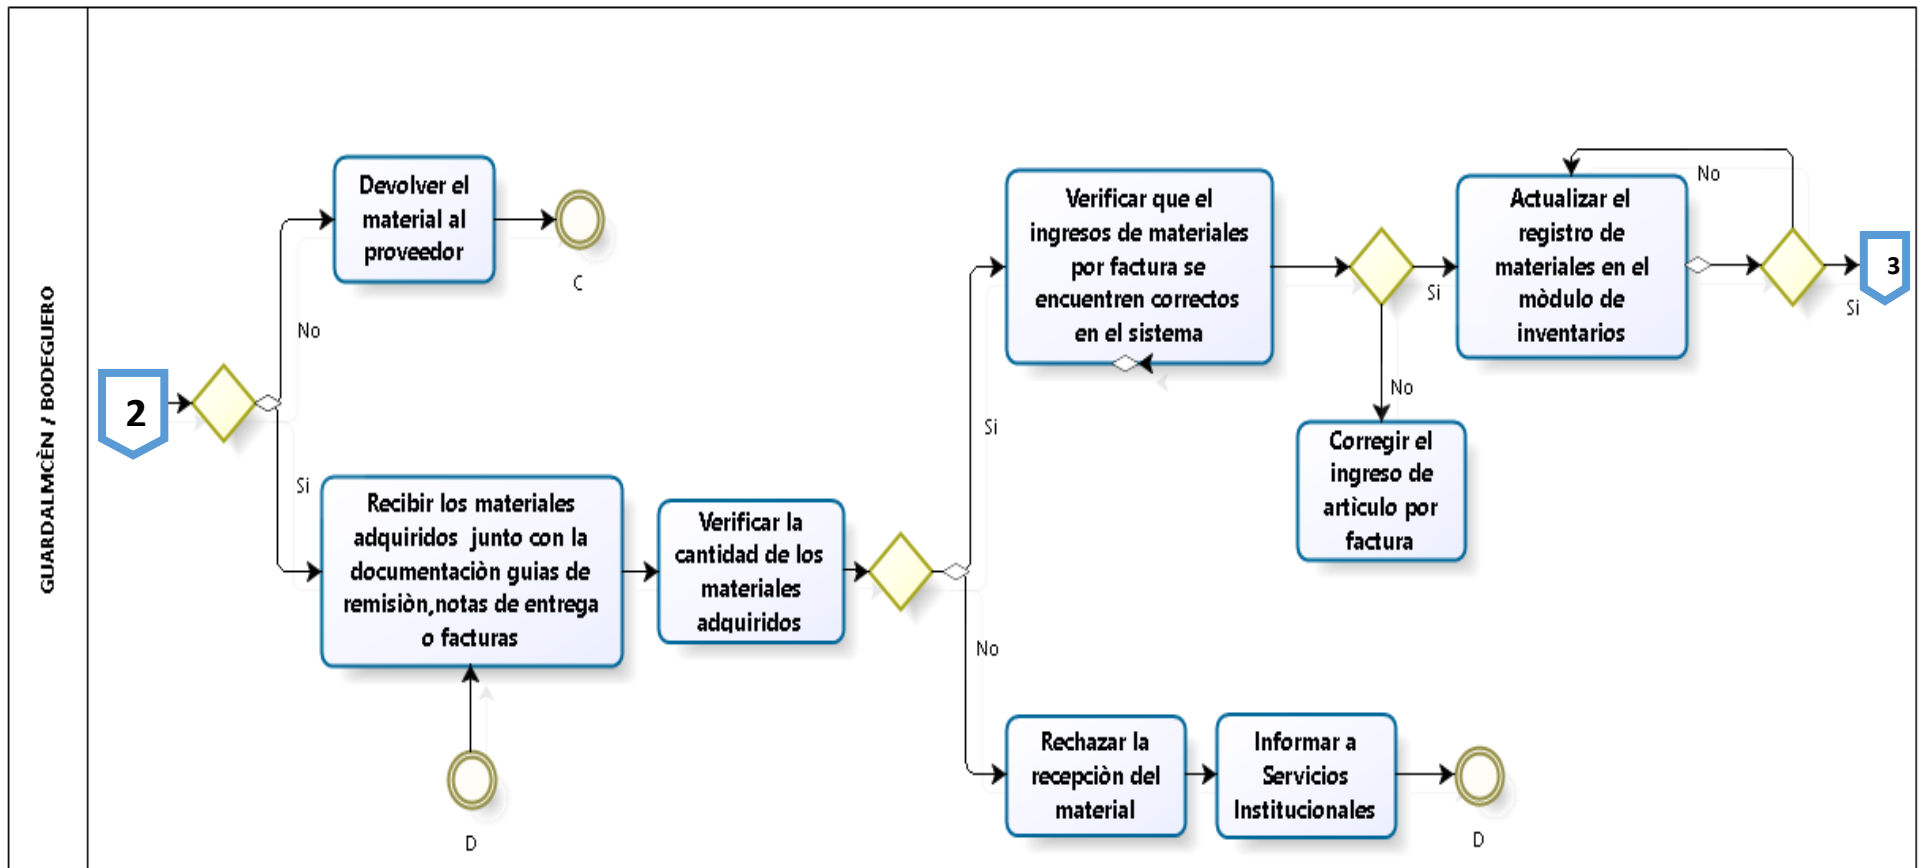 GUARDALMCÈN / BODEGUERO
2
No
Si
Devolver el
material al
proveedor
C
Recibir los materiales
adquiridos junto con la
documentaciòn guias de
remisiòn,notas de entrega
o facturas
D
Verificar la
cantidad de los
materiales
adquiridos
Si
No
Verificar que el
ingresos de materiales
por factura se
encuentren correctos
en el sistema
Si
No
Corregir el
ingreso de
artìculo por
factura
Actualizar el
registro de
materiales en el
mòdulo de
inventarios
No
Si
3
Rechazar la
recepciòn del
material
Informar a
Servicios
Institucionales
D